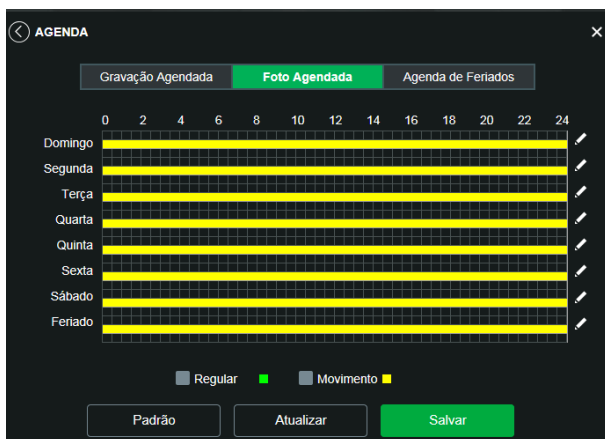 AGENDA
Gravação Agendada Foto Agendada Agenda de Feriados
0 2 4 6 8 10 12 14 16 18 20 22 24
Domingo
Segunda
Terça
Quarta
Quinta
Sexta
Sábado
Feriado
Regular Movimento
Padrão Atualizar Salvar